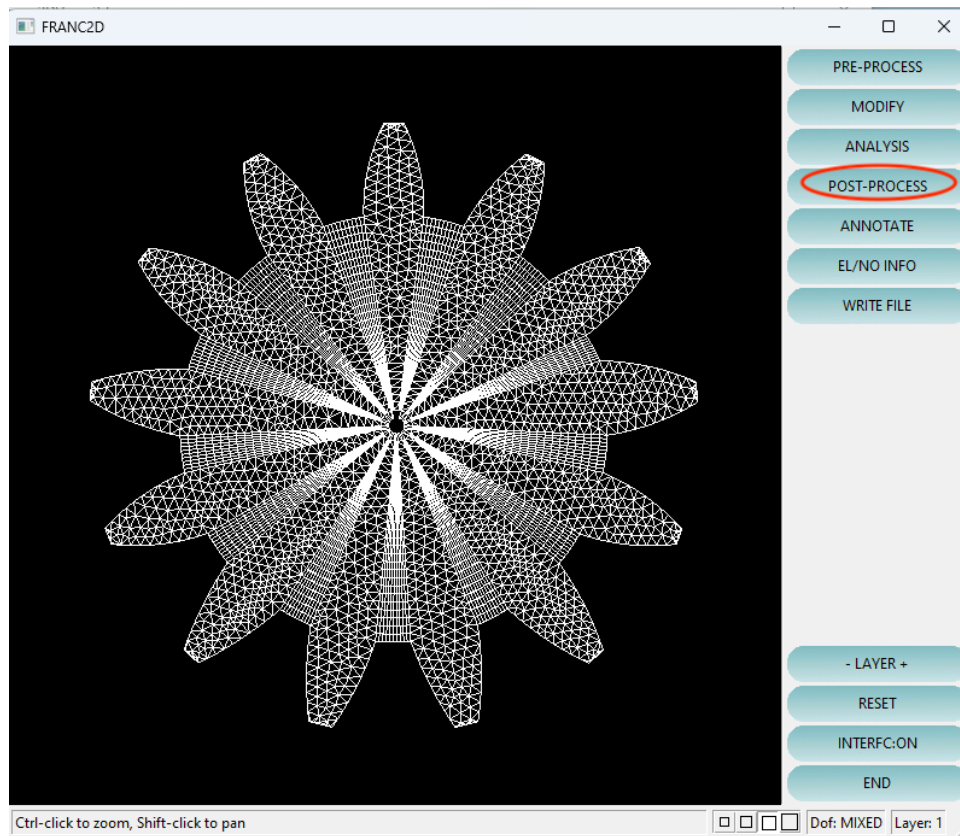 FRANC2D
PRE-PROCESS
MODIFY
ANALYSIS
POST-PROCESS
ANNOTATE
EL/NO INFO
WRITE FILE
- LAYER +
RESET
INTERFC:ON
END
Ctrl-click to zoom, Shift-click to pan
Dof: MIXED
Layer: 1